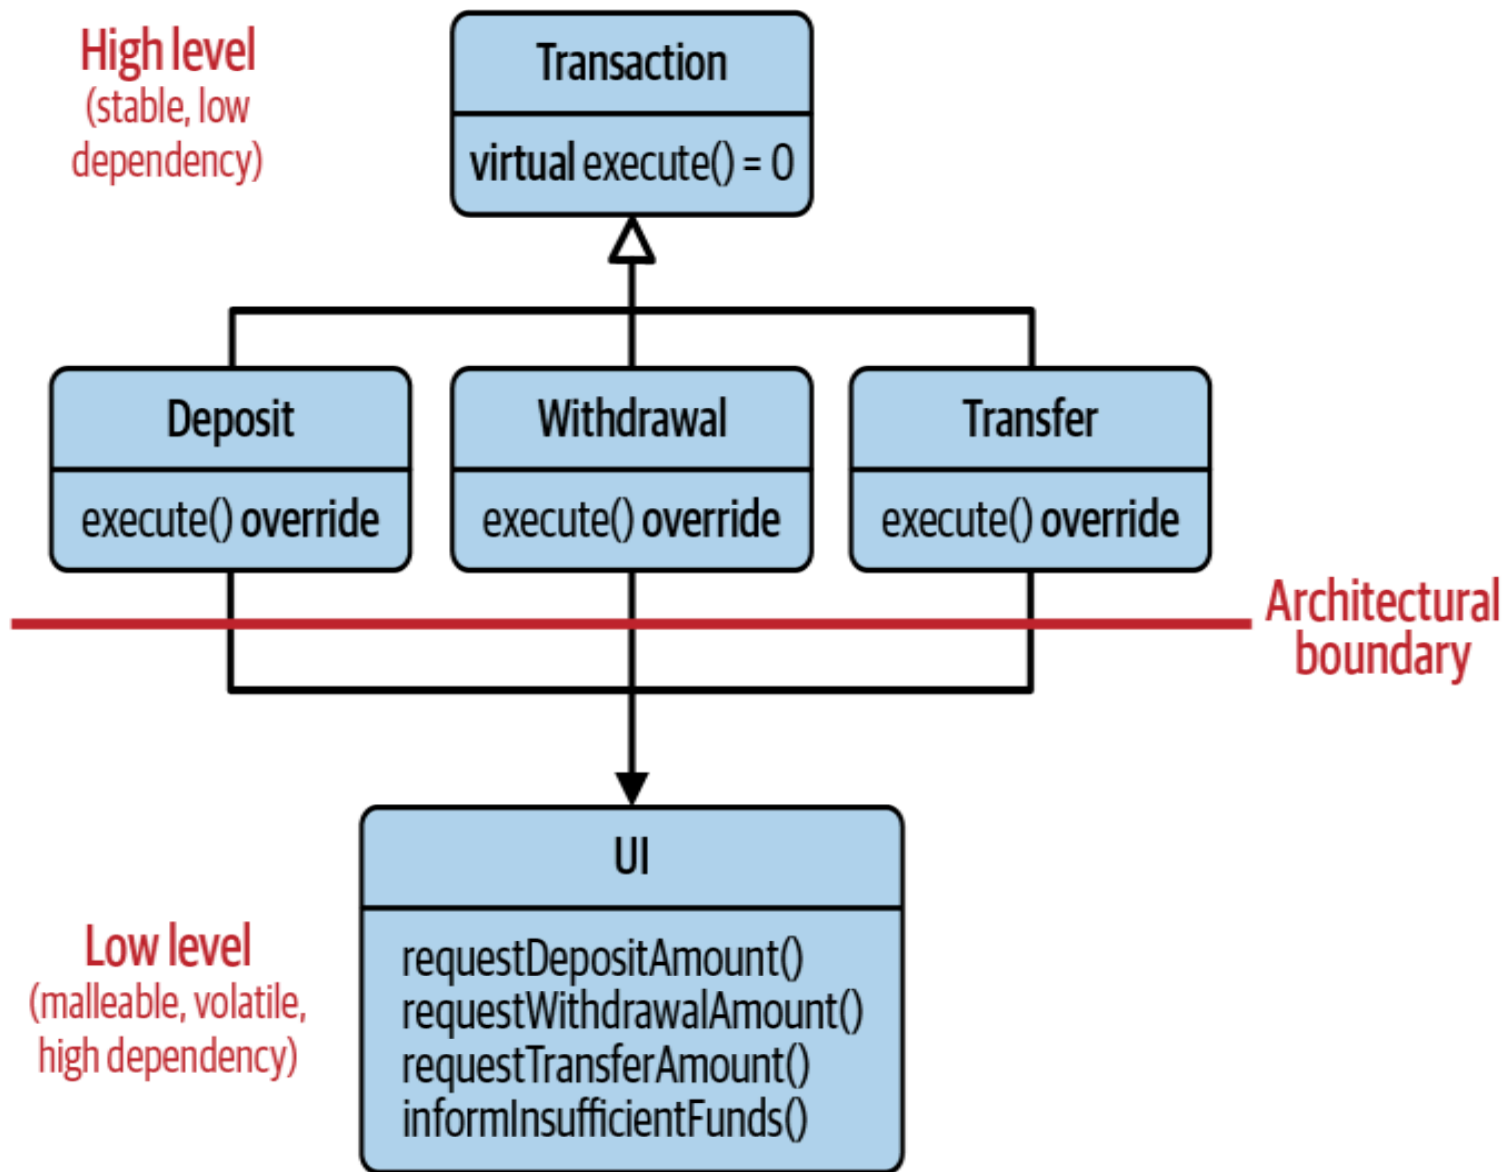 High level
(stable, low
dependency)
Transaction
virtual execute() = 0
Deposit
execute() override
Withdrawal
execute() override
Transfer
execute() override
Architectural
boundary
Low level
(malleable, volatile,
high dependency)
UI
requestDepositAmount()
requestWithdrawalAmount()
requestTransferAmount()
informInsufficientFunds()